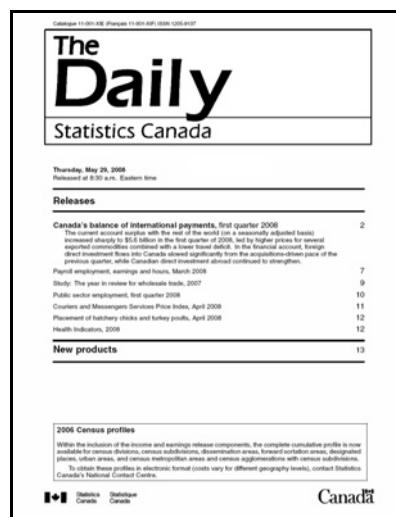 Catalogue 11-001-XIE (Français 11-001-XIF) ISSN 1205-9137
The
Daily
Statistics Canada
Thursday, May 29, 2008
Released at 8:30 a.m. Eastern time
Releases
Canada's balance of international payments, first quarter 2008 2
The current account surplus with the rest of the world (on a seasonally adjusted basis)
increased sharply to $5.6 billion in the first quarter of 2008, led by higher prices for several
exported commodities combined with a lower travel deficit. In the financial account, foreign
direct investment flows into Canada slowed significantly from the acquisitions-driven pace of the
previous quarter, while Canadian direct investment abroad continued to strengthen.
Payroll employment, earnings and hours, March 2008 7
Study: The year in review for wholesale trade, 2007 9
Public sector employment, first quarter 2008 10
Couriers and Messengers Services Price Index, April 2008 11
Placement of hatchery chicks and turkey poults, April 2008 12
Health Indicators, 2008 12
New products 13
2006 Census profiles
Within the inclusion of the income and earnings release components, the complete cumulative profile is now
available for census divisions, census subdivisions, dissemination areas, forward sortation areas, designated
places, urban areas, and census metropolitan areas and census agglomerations with census subdivisions.
To obtain these profiles in electronic format (costs vary for different geography levels), contact Statistics
Canada's National Contact Centre.
Statistics Statistique
Canada Canada
Canada